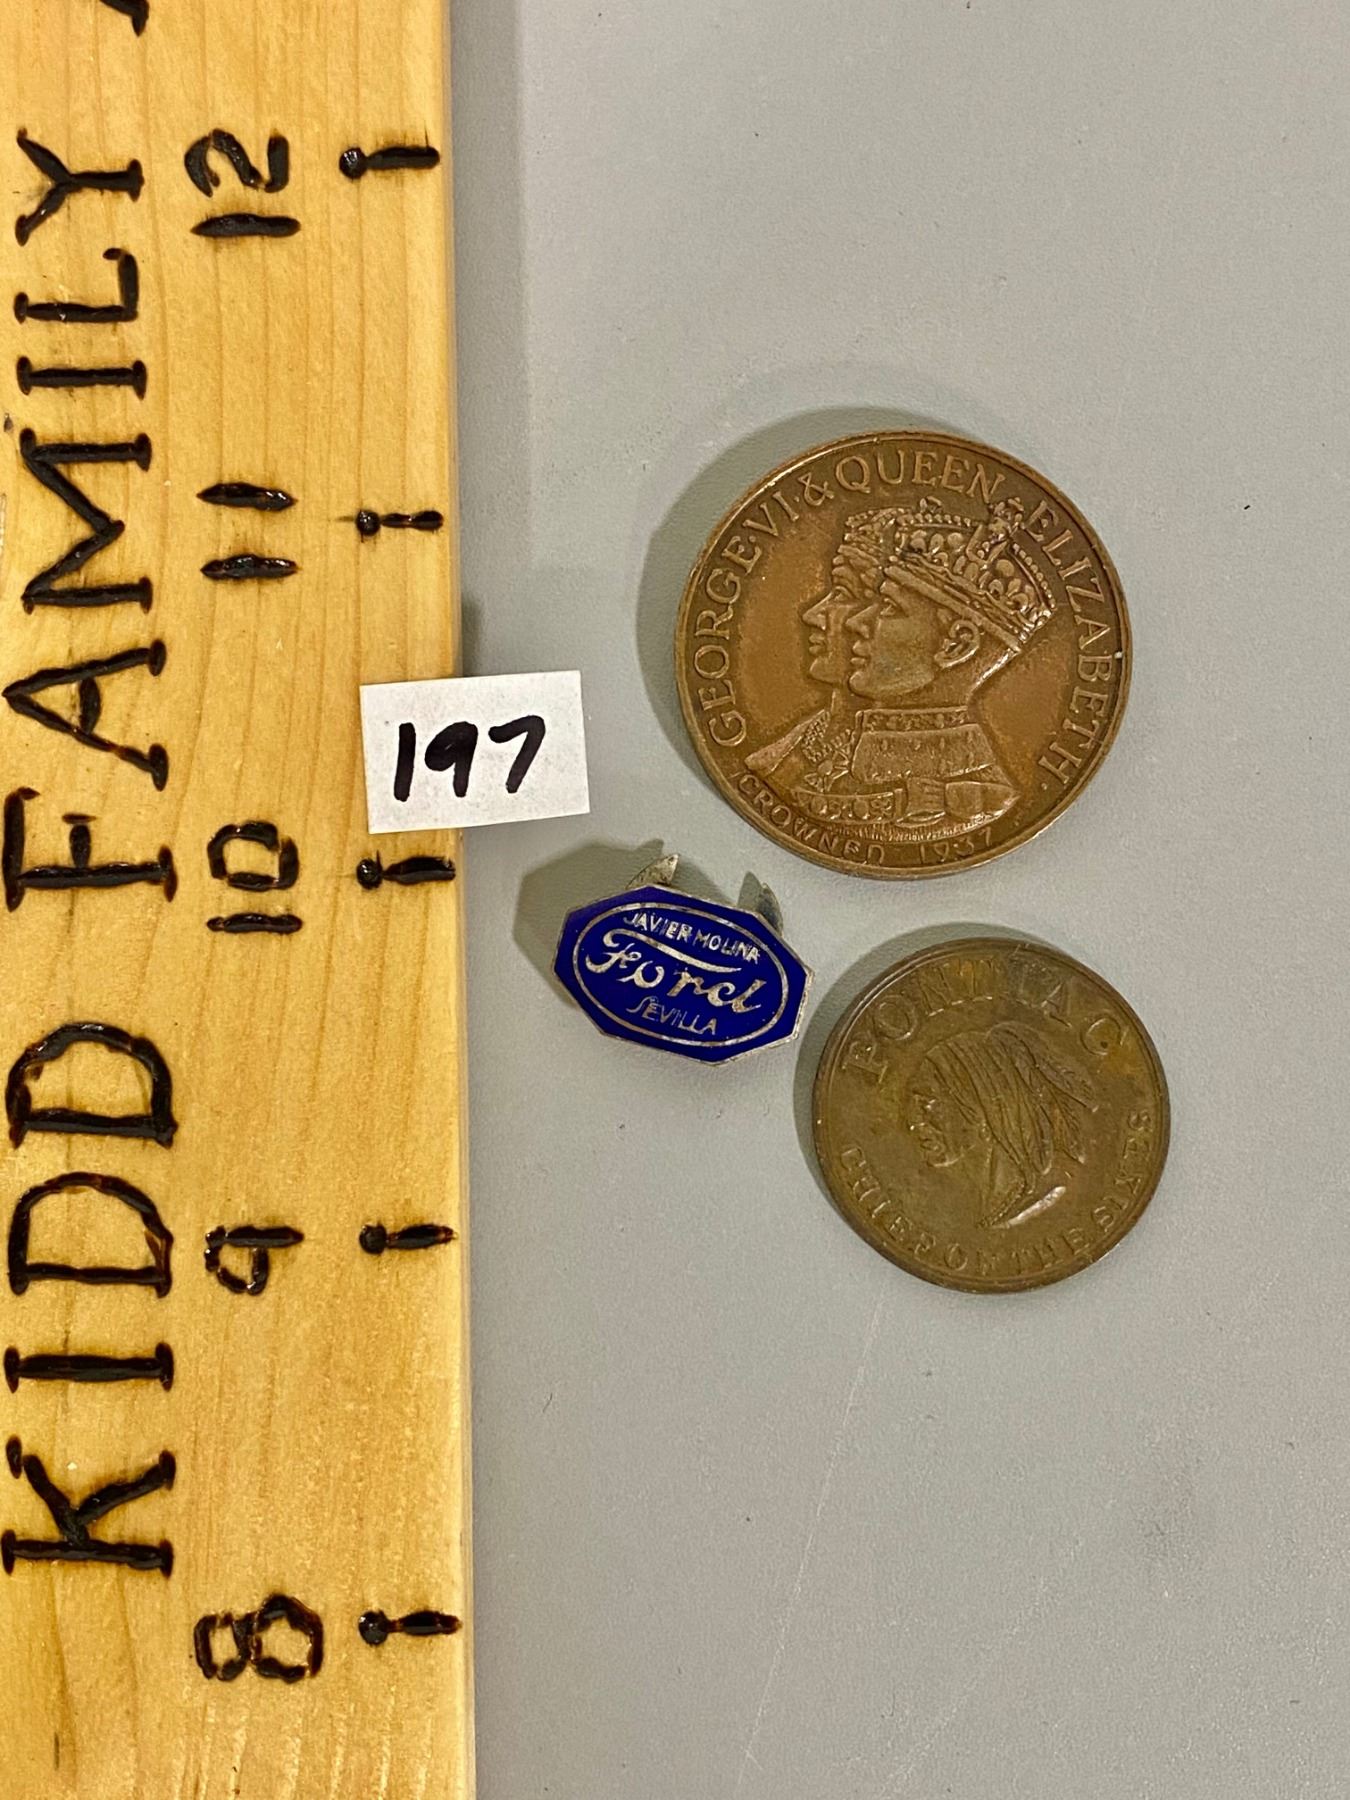 KIDD FAMILY
12
11
10
9
8
197
GEORGE·VI·& QUEEN ELIZABETH·
CROWNED 1937
JAVIER MOLINA
Ford
SEVILLA
PONTIAC
CHIEF ON THE SIXES